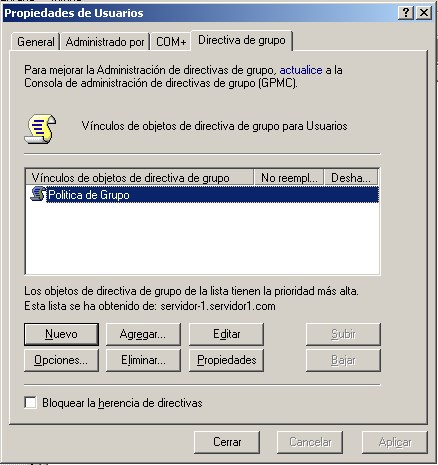 Propiedades de Usuarios
General
Administrado por
COM+
Directiva de grupo
Para mejorar la Administración de directivas de grupo, actualice a la
Consola de administración de directivas de grupo (GPMC).
Vínculos de objetos de directiva de grupo para Usuarios
Vínculos de objetos de directiva de grupo
No reempl...
Desha...
Politica de Grupo
Los objetos de directiva de grupo de la lista tienen la prioridad más alta.
Esta lista se ha obtenido de: servidor-1.servidor1.com
Nuevo
Agregar...
Editar
Subir
Opciones...
Eliminar...
Propiedades
Bajar
Bloquear la herencia de directivas
Cerrar
Cancelar
Aplicar